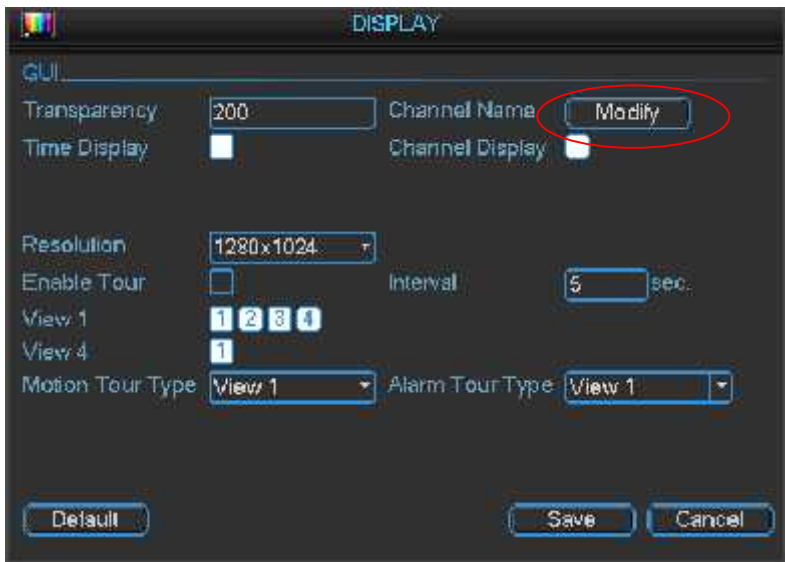 DISPLAY
GUI
Transparency 200 Channel Name Modify
Time Display Channel Display
Resolution 1280x1024
Enable Tour Interval 5 sec.
View 1 1 2 3 4
View 4 1
Motion Tour Type View 1 Alarm Tour Type View 1
Default Save Cancel